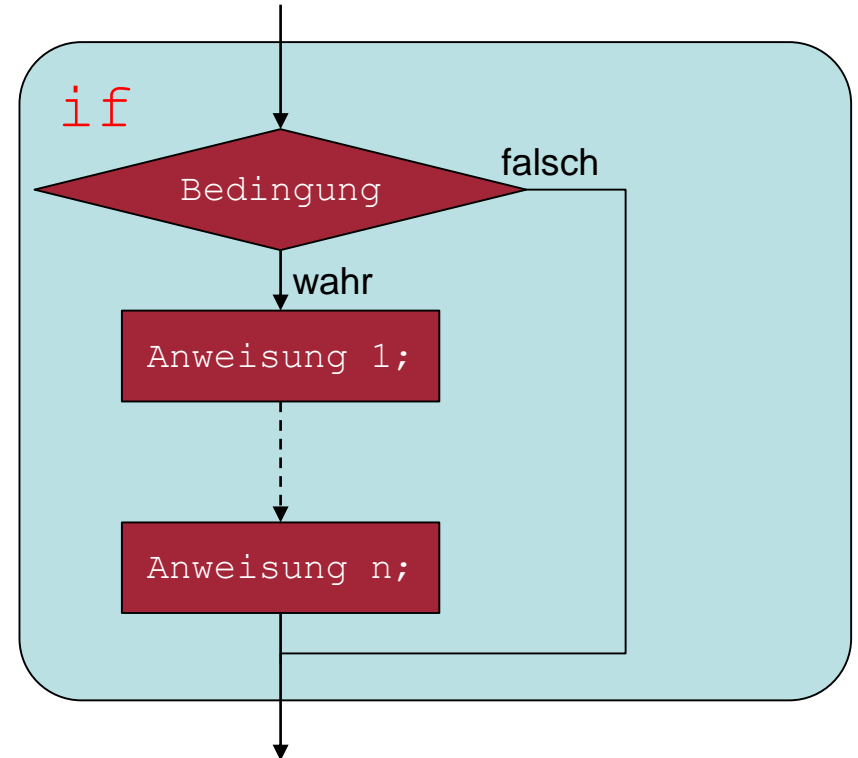 if
falsch
Bedingung
wahr
Anweisung 1;
Anweisung n;